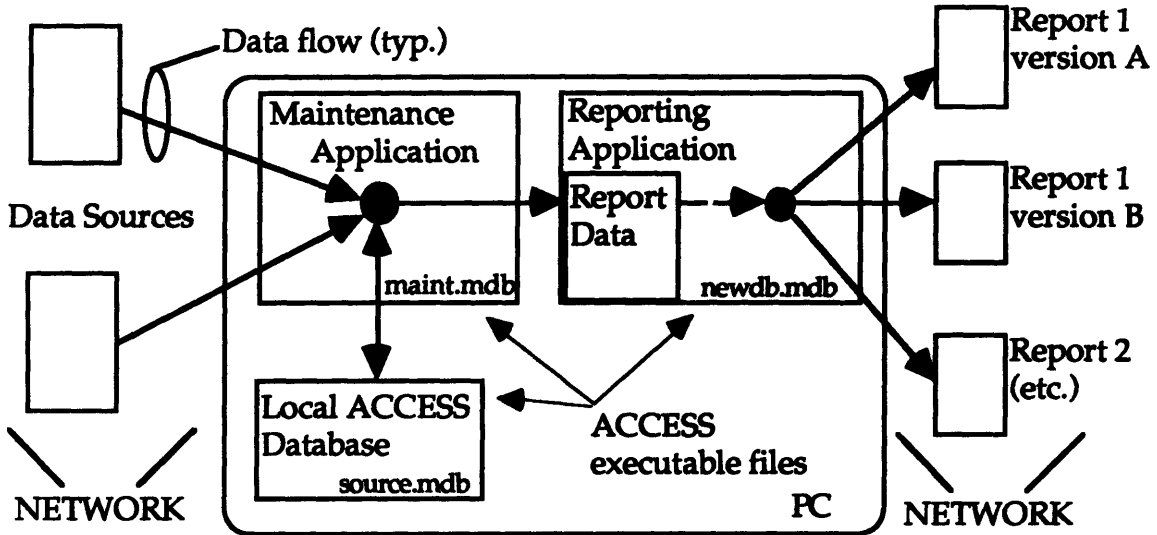 Data flow (typ.)
Data Sources
NETWORK
Maintenance
Application
maint.mdb
Reporting
Application
Report
Data
newdb.mdb
Local ACCESS
Database
source.mdb
ACCESS
executable files
PC
Report 1
version A
Report 1
version B
Report 2
(etc.)
NETWORK